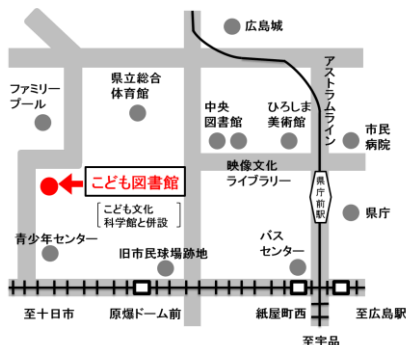 広島城
アストラムライン
ファミリー
プール
県立総合
体育館
中央
図書館
ひろしま
美術館
市民
病院
映像文化
ライブラリー
こども図書館
こども文化
科学館と併設
県庁前駅
県庁
青少年センター
旧市民球場跡地
バス
センター
至十日市
原爆ドーム前
紙屋町西
至広島駅
至宇品